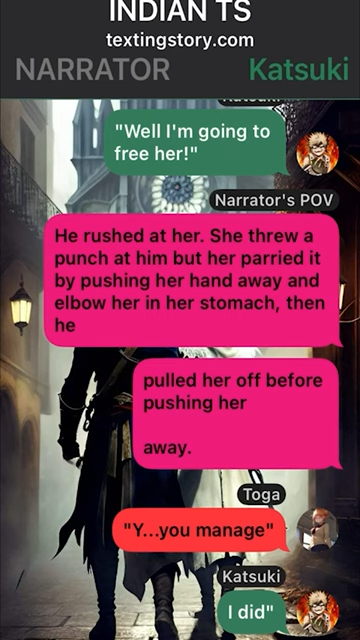 INDIAN TS
textingstory.com
NARRATOR Katsuki
Katsuki
"Well I'm going to
free her!"
Narrator's POV
He rushed at her. She threw a
punch at him but her parried it
by pushing her hand away and
elbow her in her stomach, then
he
pulled her off before
pushing her
away.
Toga
"Y...you manage"
Katsuki
I did"